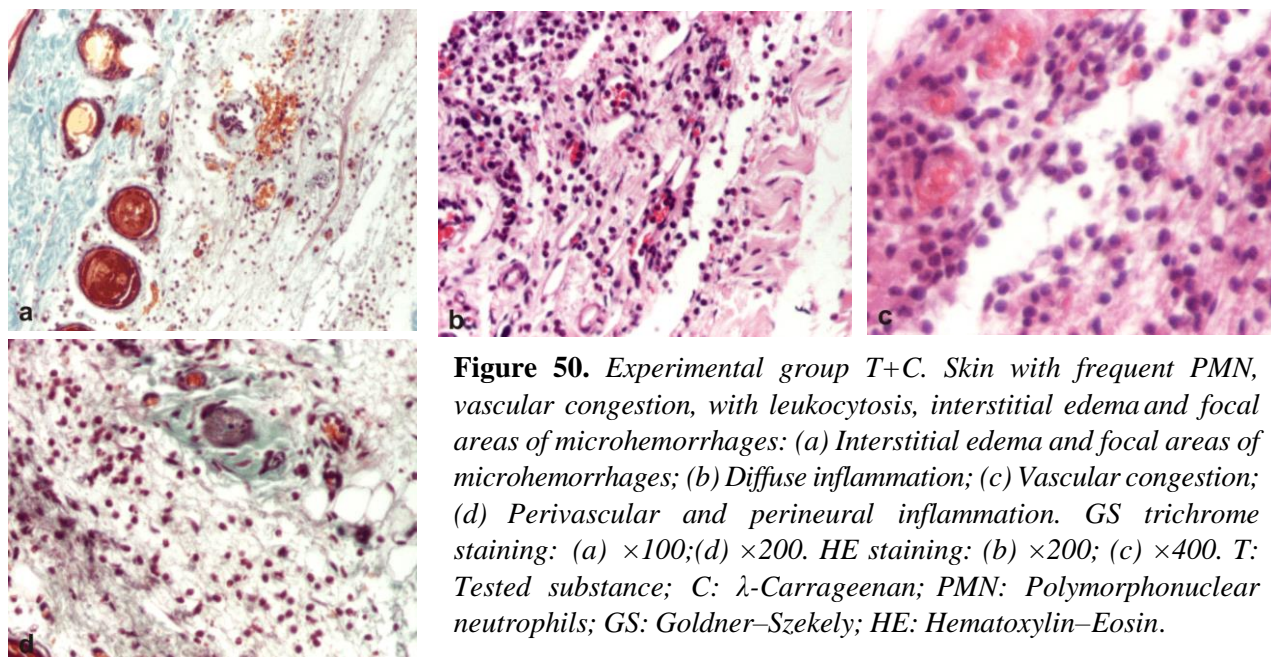 a
b
c
d
Figure 50. Experimental group T+C. Skin with frequent PMN,
vascular congestion, with leukocytosis, interstitial edema and focal
areas of microhemorrhages: (a) Interstitial edema and focal areas of
microhemorrhages; (b) Diffuse inflammation; (c) Vascular congestion;
(d) Perivascular and perineural inflammation. GS trichrome
staining: (a) ×100;(d) ×200. HE staining: (b) ×200; (c) ×400. T:
Tested substance; C: λ-Carrageenan; PMN: Polymorphonuclear
neutrophils; GS: Goldner–Szekely; HE: Hematoxylin–Eosin.